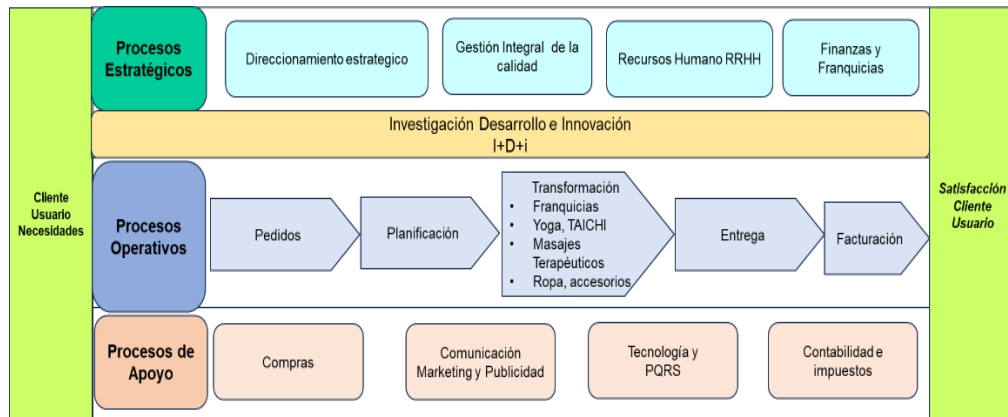 Cliente
Usuario
Necesidades
Procesos
Estratégicos
Direccionamiento estrategico
Gestión Integral de la
calidad
Recursos Humano RRHH
Finanzas y
Franquicias
Investigación Desarrollo e Innovación
I+D+i
Procesos
Operativos
Pedidos
Planificación
Transformación
• Franquicias
• Yoga, TAICHI
• Masajes
Terapéuticos
• Ropa, accesorios
Entrega
Facturación
Procesos de
Apoyo
Compras
Comunicación
Marketing y Publicidad
Tecnología y
PQRS
Contabilidad e
impuestos
Satisfacción
Cliente
Usuario